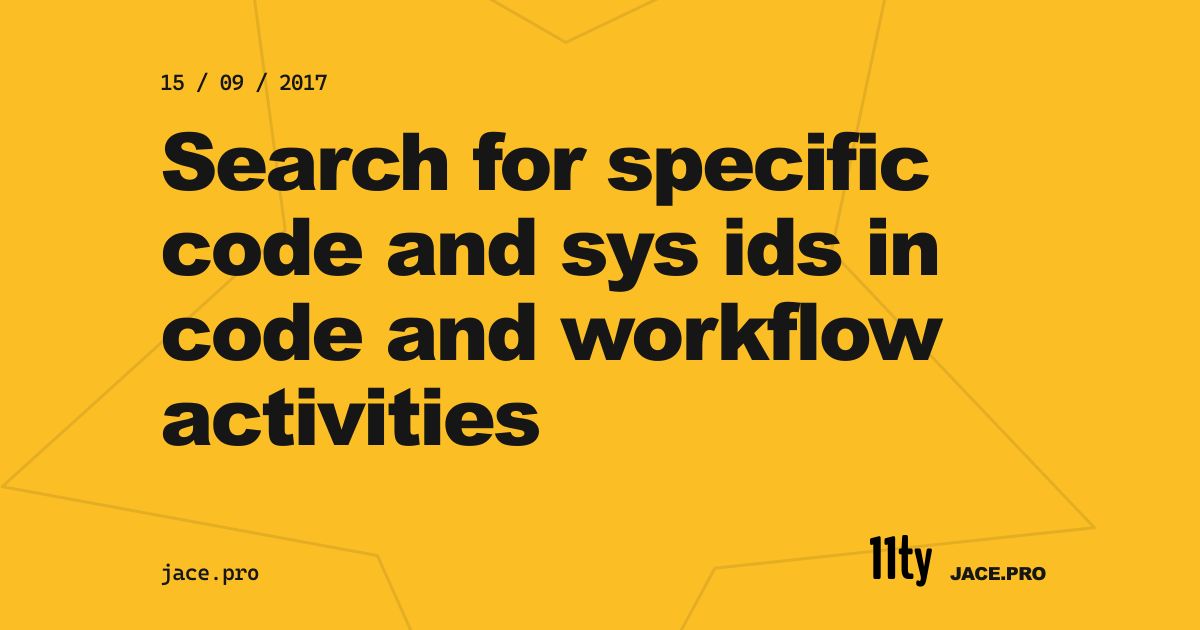 15 / 09 / 2017
Search for specific
code and sys ids in
code and workflow
activities
jace.pro
11ty JACE.PRO